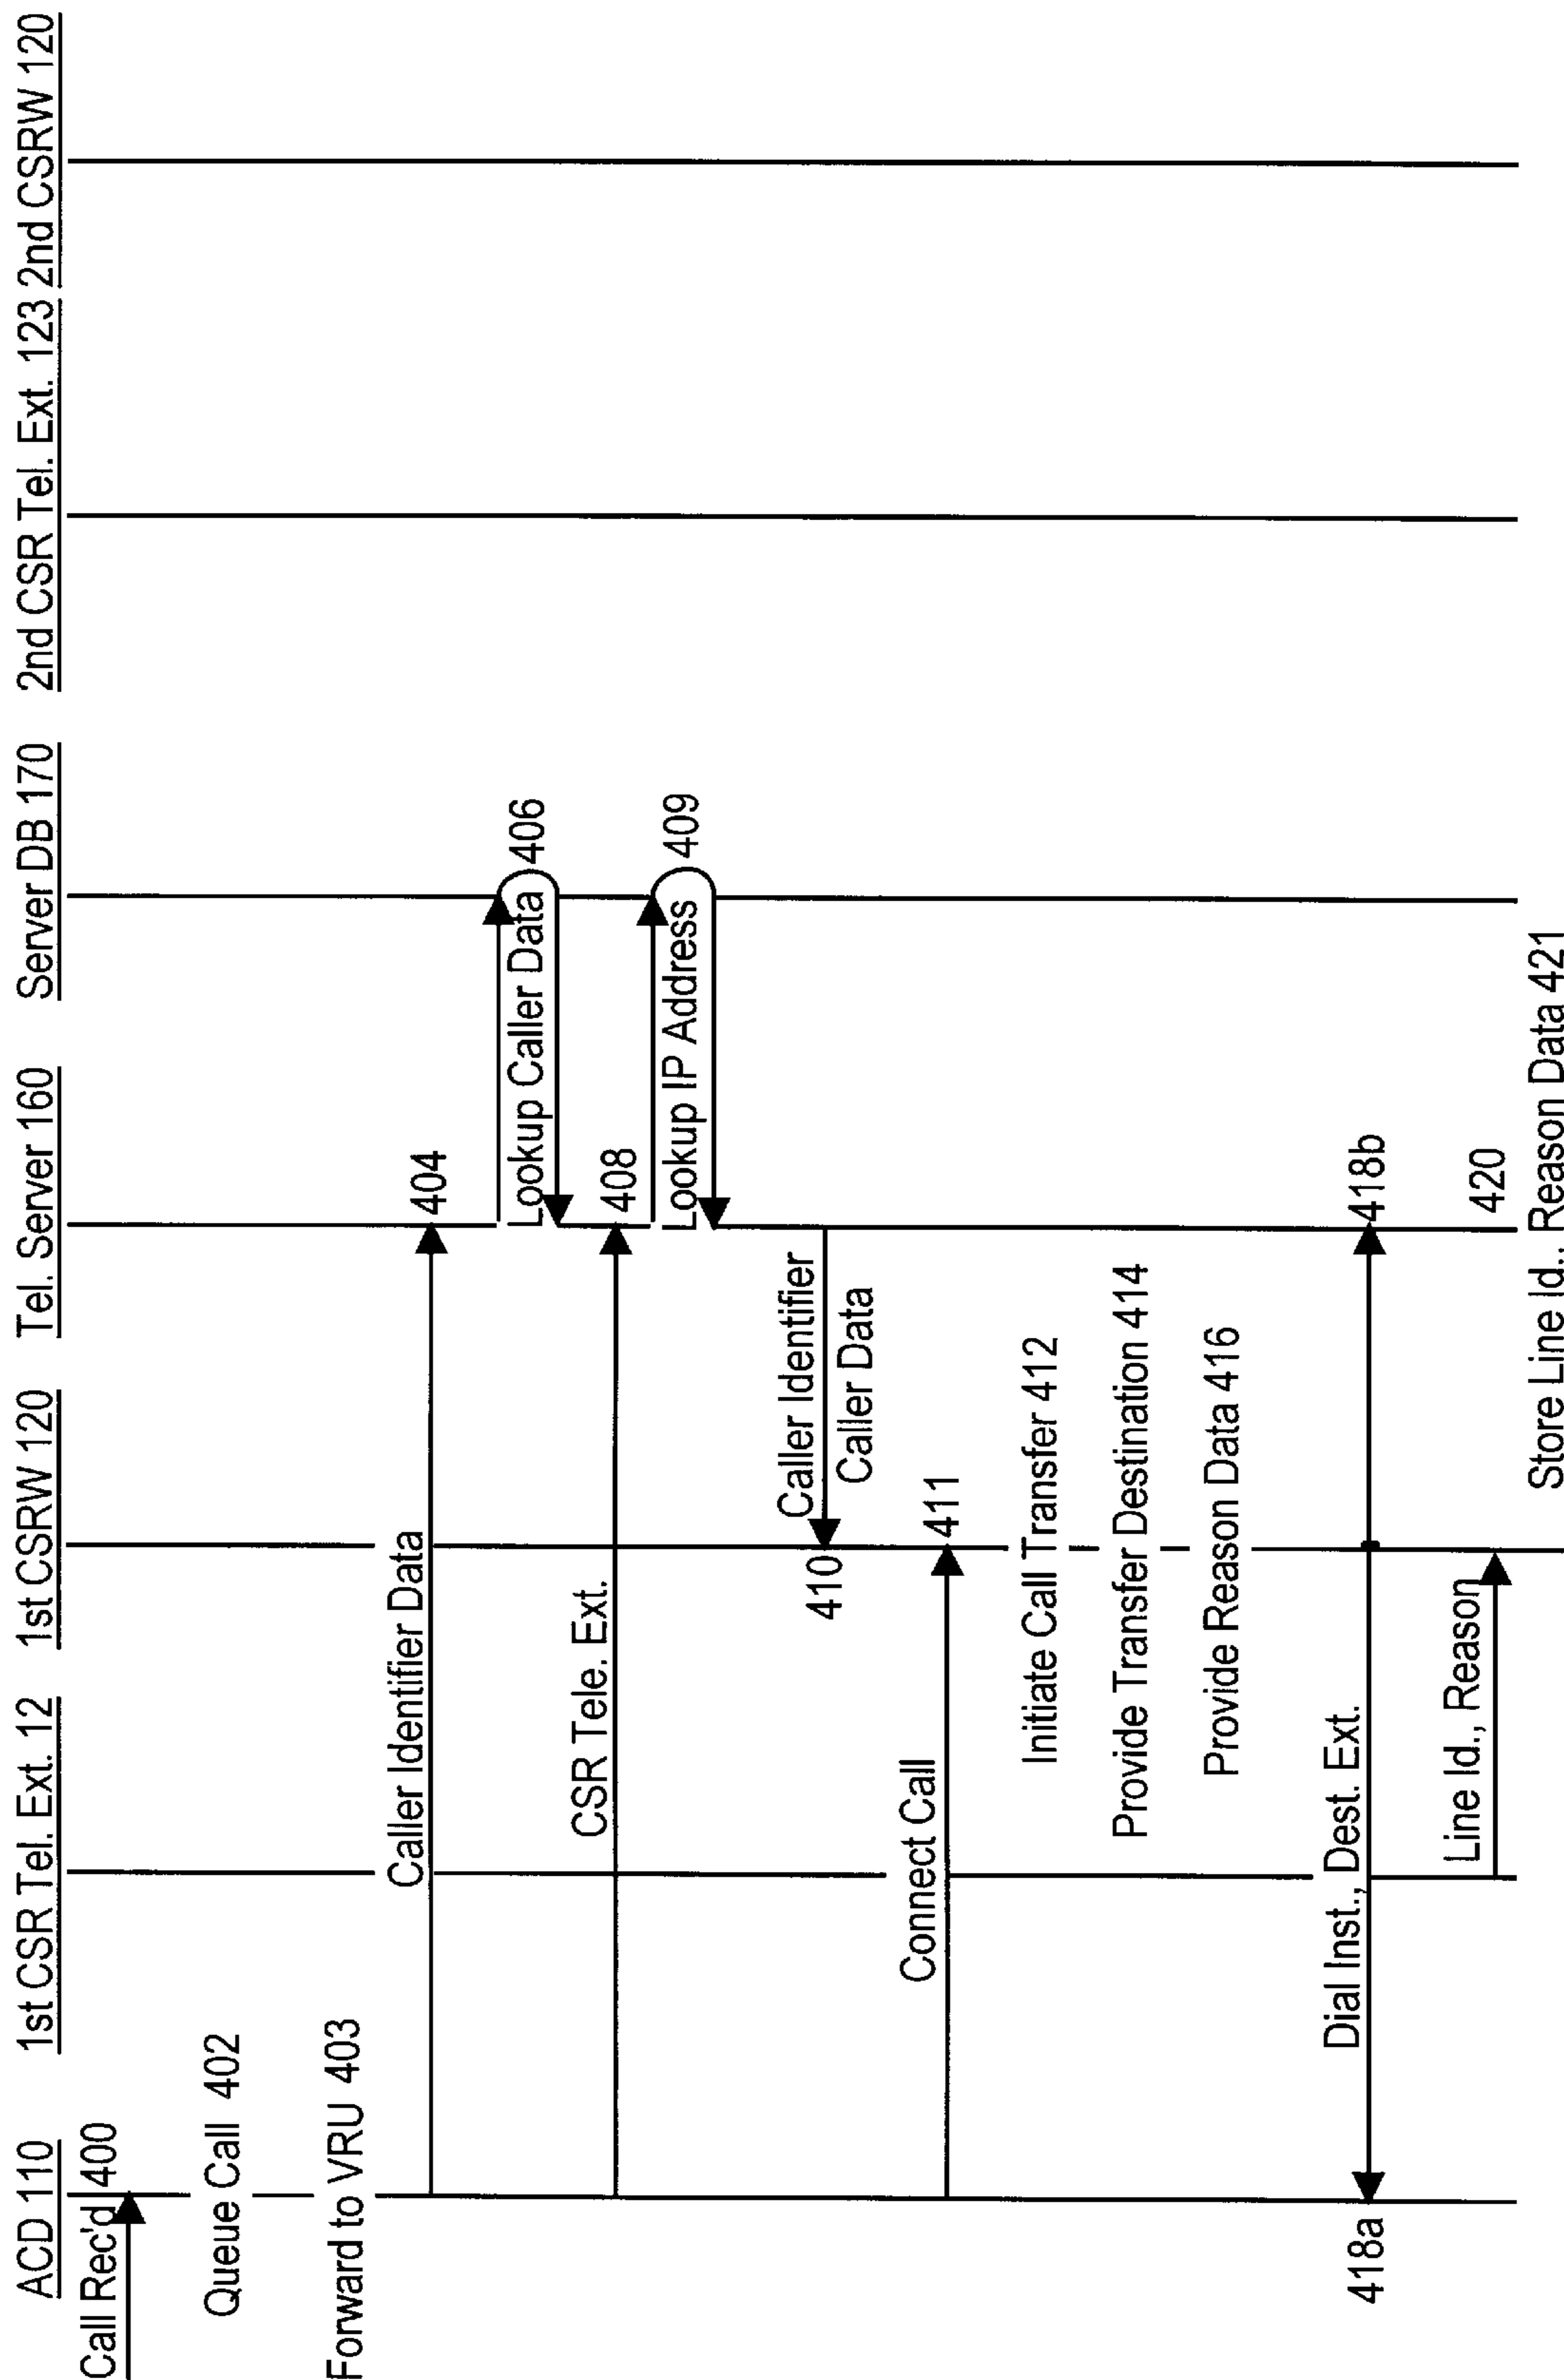 ACD 110
1st CSR Tel. Ext. 12
1st CSRW 120
Tel. Server 160
Server DB 170
2nd CSR Tel. Ext. 123
2nd CSRW 120
Call Rec'd 400
Queue Call 402
Forward to VRU 403
Caller Identifier Data
404
Lookup Caller Data
406
CSR Tele. Ext.
408
Lookup IP Address
409
Caller Identifier
410
Caller Data
Connect Call
411
Initiate Call Transfer 412
Provide Transfer Destination 414
Provide Reason Data 416
418a
Dial Inst., Dest. Ext.
418b
Line Id., Reason
420
Store Line Id., Reason Data 421